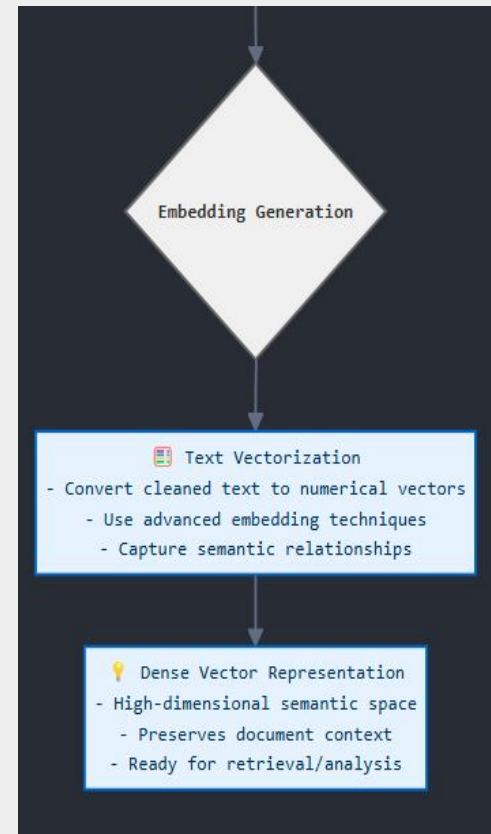 Embedding Generation
🧮 Text Vectorization
- Convert cleaned text to numerical vectors
- Use advanced embedding techniques
- Capture semantic relationships
💡 Dense Vector Representation
- High-dimensional semantic space
- Preserves document context
- Ready for retrieval/analysis